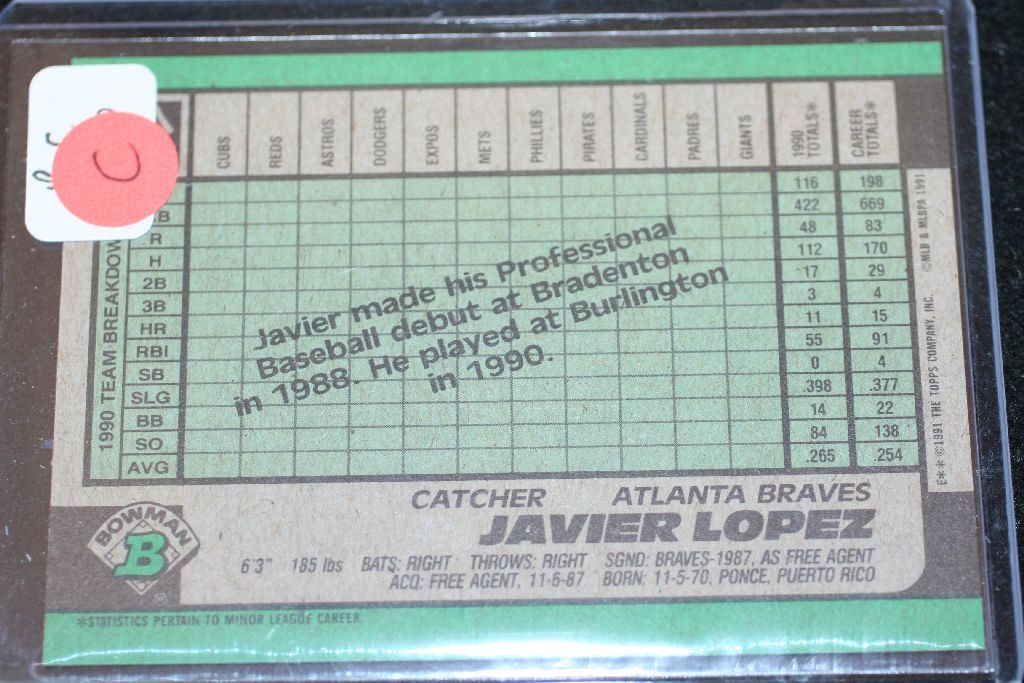 C
CUBS REDS ASTROS DODGERS EXPOS METS PHILLIES PIRATES CARDINALS PADRES GIANTS 1990 TOTALS* CAREER TOTALS*
116 198
422 669
R 48 83
H 112 170
2B 17 29
3B 3 4
HR 11 15
RBI 55 91
SB 0 4
SLG .398 .377
BB 14 22
SO 84 138
AVG .265 .254
1990 TEAM BREAKDOWN
Javier made his Professional
Baseball debut at Bradenton
in 1988. He played at Burlington
in 1990.
©MLB & MLBPA 1991
E** ©1991 THE TOPPS COMPANY, INC.
CATCHER ATLANTA BRAVES
JAVIER LOPEZ
BOWMAN
B
6'3" 185 lbs BATS: RIGHT THROWS: RIGHT SGND: BRAVES-1987, AS FREE AGENT
ACQ: FREE AGENT, 11-6-87 BORN: 11-5-70, PONCE, PUERTO RICO
*STATISTICS PERTAIN TO MINOR LEAGUE CAREER.